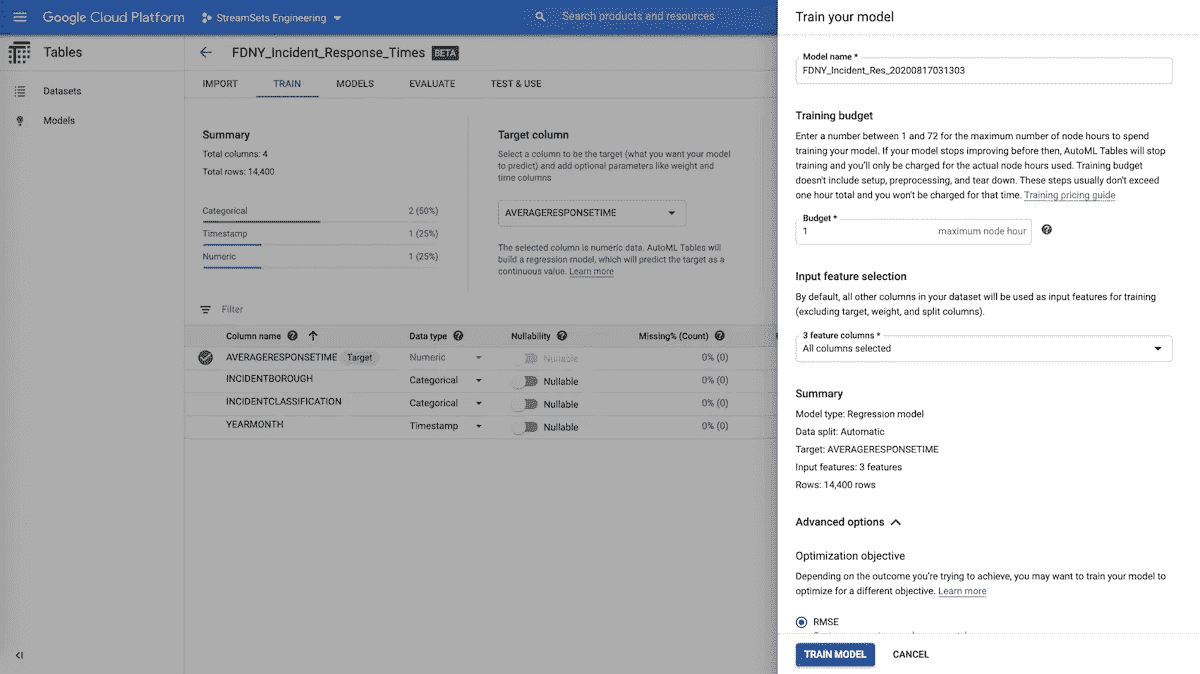 Google Cloud Platform
StreamSets Engineering
Search products and resources
Tables
Datasets
Models
FDNY_Incident_Response_Times BETA
IMPORT TRAIN MODELS EVALUATE TEST & USE
Summary
Total columns: 4
Total rows: 14,400
Categorical 2 (50%)
Timestamp 1 (25%)
Numeric 1 (25%)
Target column
Select a column to be the target (what you want your model
to predict) and add optional parameters like weight and
time columns
AVERAGERESPONSETIME
The selected column is numeric data. AutoML Tables will
build a regression model, which will predict the target as a
continuous value. Learn more
Filter
Column name Data type Nullability Missing% (Count)
AVERAGERESPONSETIME Target Numeric Nullable 0% (0)
INCIDENTBOROUGH Categorical Nullable 0% (0)
INCIDENTCLASSIFICATION Categorical Nullable 0% (0)
YEARMONTH Timestamp Nullable 0% (0)
Train your model
Model name *
FDNY_Incident_Res_20200817031303
Training budget
Enter a number between 1 and 72 for the maximum number of node hours to spend
training your model. If your model stops improving before then, AutoML Tables will stop
training and you'll only be charged for the actual node hours used. Training budget
doesn't include setup, preprocessing, and tear down. These steps usually don't exceed
one hour total and you won't be charged for that time. Training pricing guide
Budget *
1 maximum node hour
Input feature selection
By default, all other columns in your dataset will be used as input features for training
(excluding target, weight, and split columns).
3 feature columns *
All columns selected
Summary
Model type: Regression model
Data split: Automatic
Target: AVERAGERESPONSETIME
Input features: 3 features
Rows: 14,400 rows
Advanced options
Optimization objective
Depending on the outcome you're trying to achieve, you may want to train your model to
optimize for a different objective. Learn more
RMSE
TRAIN MODEL CANCEL